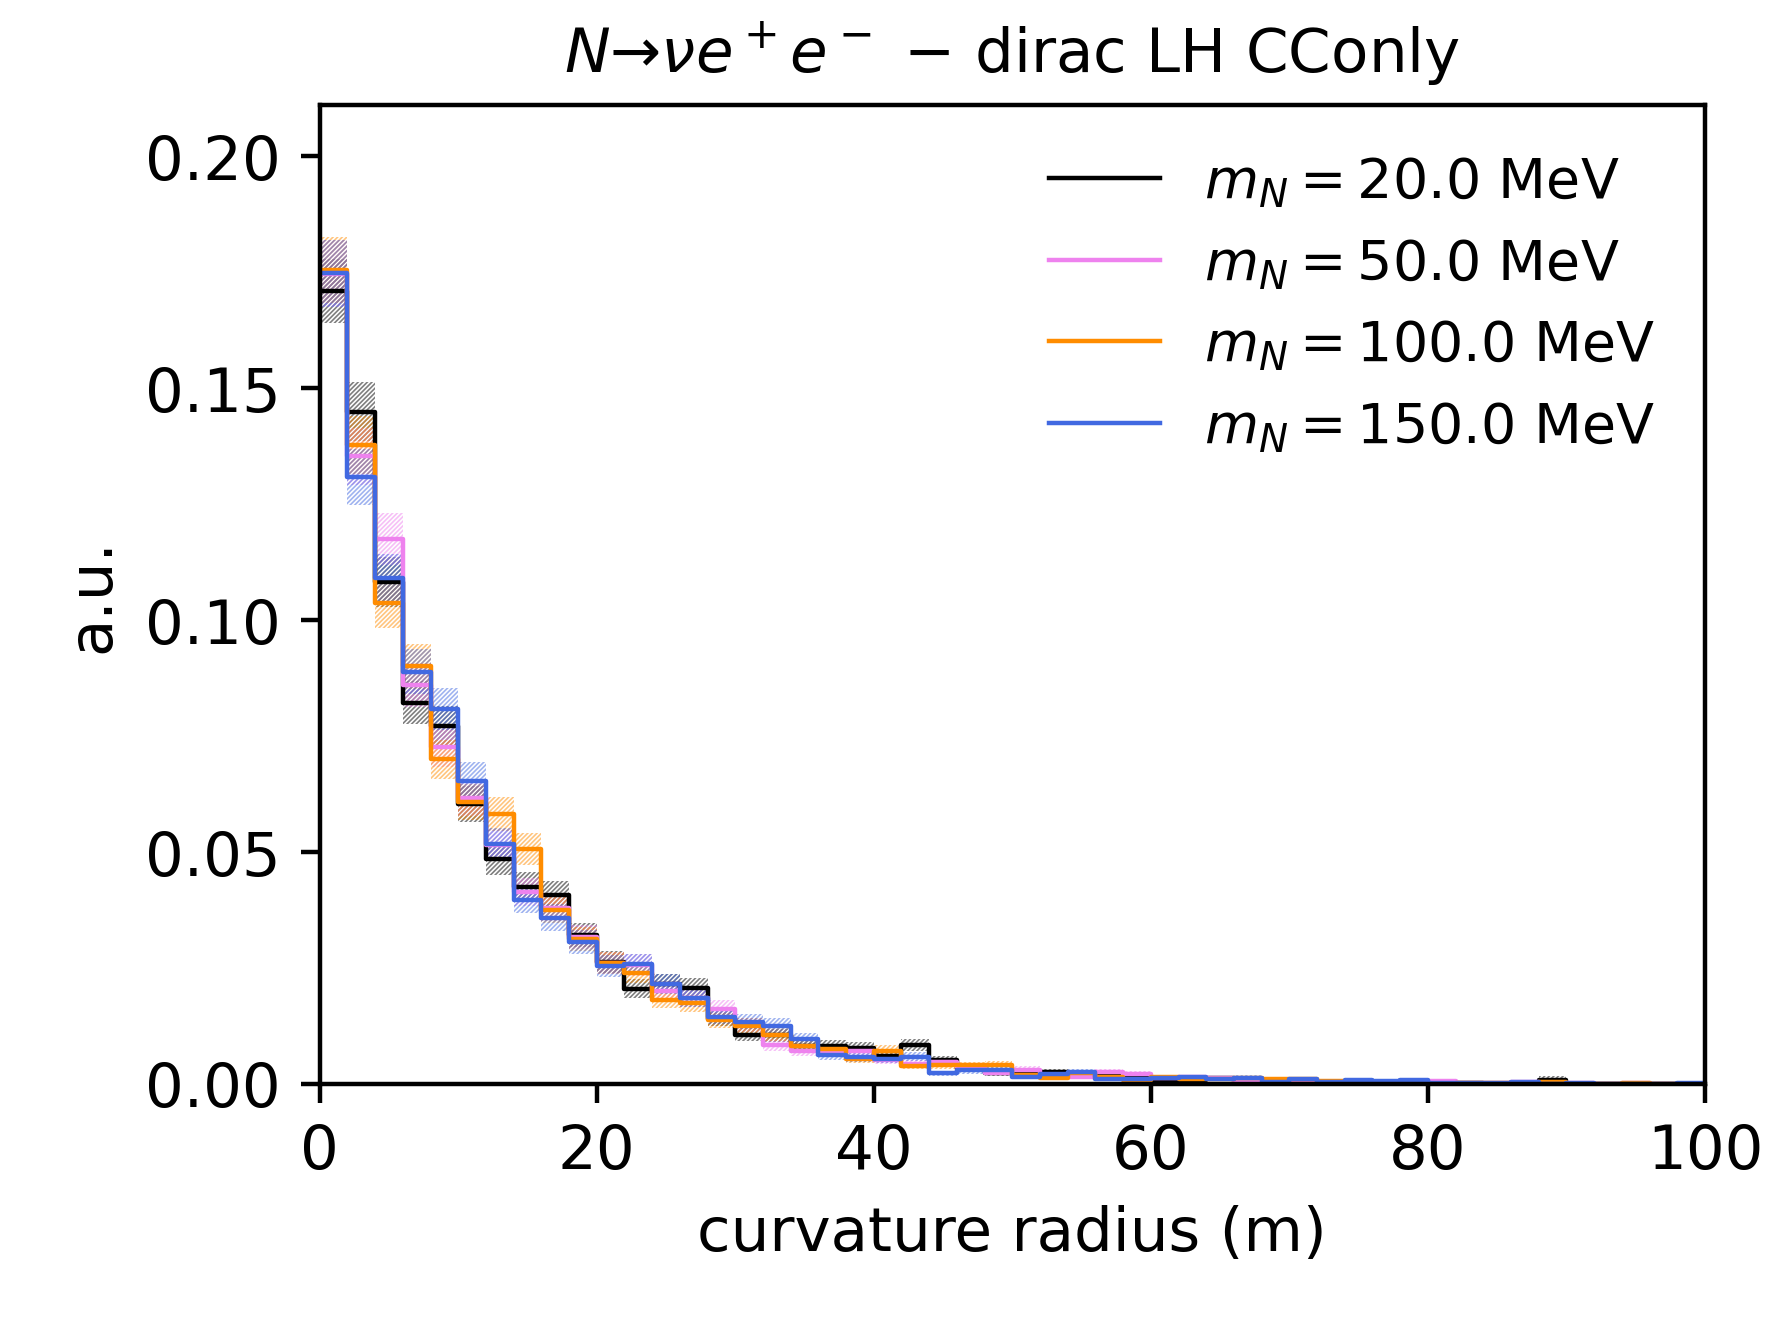 N→νe⁺e⁻ − dirac LH CConly
0.20
0.15
0.10
0.05
0.00
a.u.
m_N = 20.0 MeV
m_N = 50.0 MeV
m_N = 100.0 MeV
m_N = 150.0 MeV
0 20 40 60 80 100
curvature radius (m)